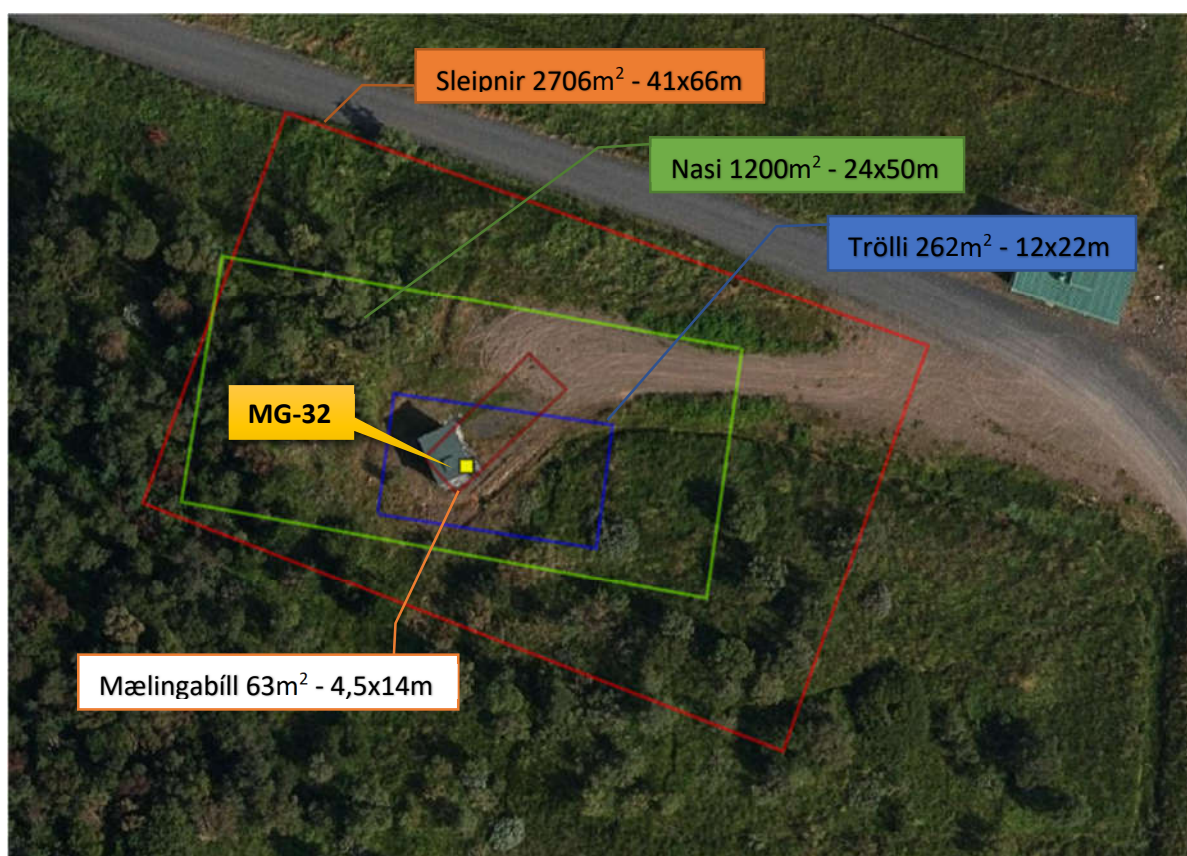 Sleipnir 2706m² - 41x66m
Nasi 1200m² - 24x50m
Trölli 262m² - 12x22m
MG-32
Mælingabíll 63m² - 4,5x14m